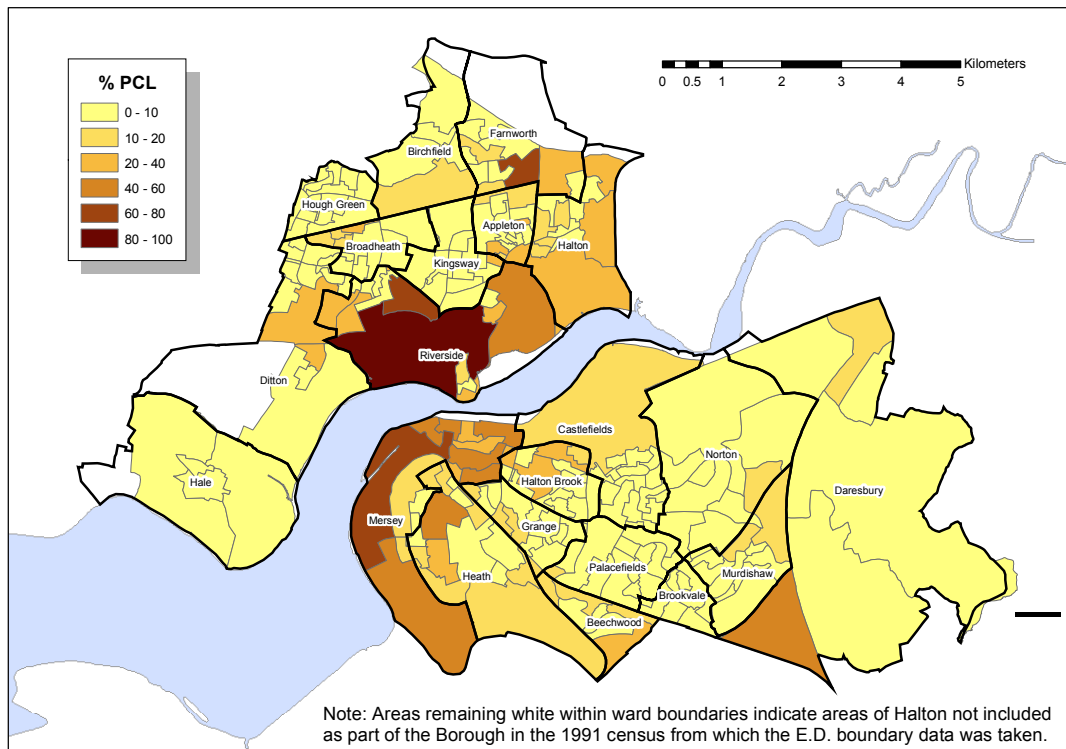 % PCL
0 - 10
10 - 20
20 - 40
40 - 60
60 - 80
80 - 100
Kilometers
0 0.5 1 2 3 4 5
Farnworth
Birchfield
Hough Green
Appleton
Broadheath
Halton
Kingsway
Riverside
Ditton
Castlefields
Norton
Hale
Halton Brook
Daresbury
Mersey
Grange
Palacefields
Heath
Murdishaw
Brookvale
Beechwood
Note: Areas remaining white within ward boundaries indicate areas of Halton not included
as part of the Borough in the 1991 census from which the E.D. boundary data was taken.